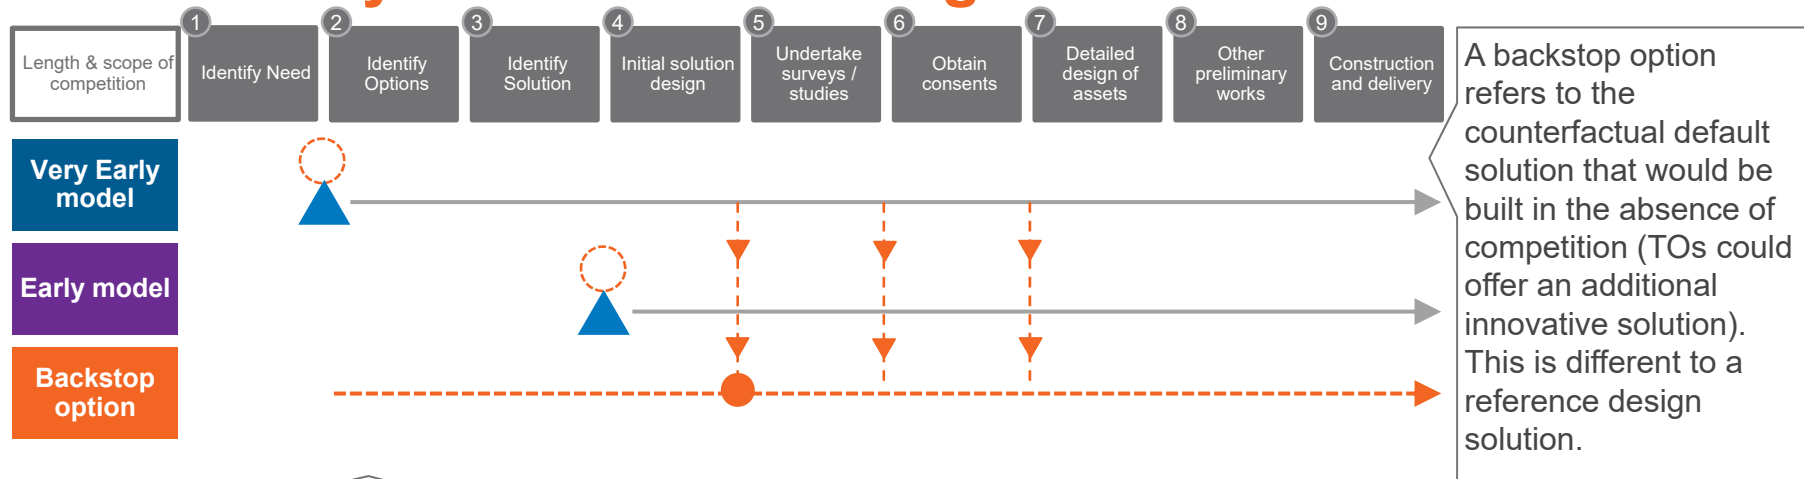 1
2
3
4
5
6
7
8
9
Length & scope of
competition
Identify Need
Identify
Options
Identify
Solution
Initial solution
design
Undertake
surveys /
studies
Obtain
consents
Detailed
design of
assets
Other
preliminary
works
Construction
and delivery
Very Early
model
Early model
Backstop
option
A backstop option
refers to the
counterfactual default
solution that would be
built in the absence of
competition (TOs could
offer an additional
innovative solution).
This is different to a
reference design
solution.